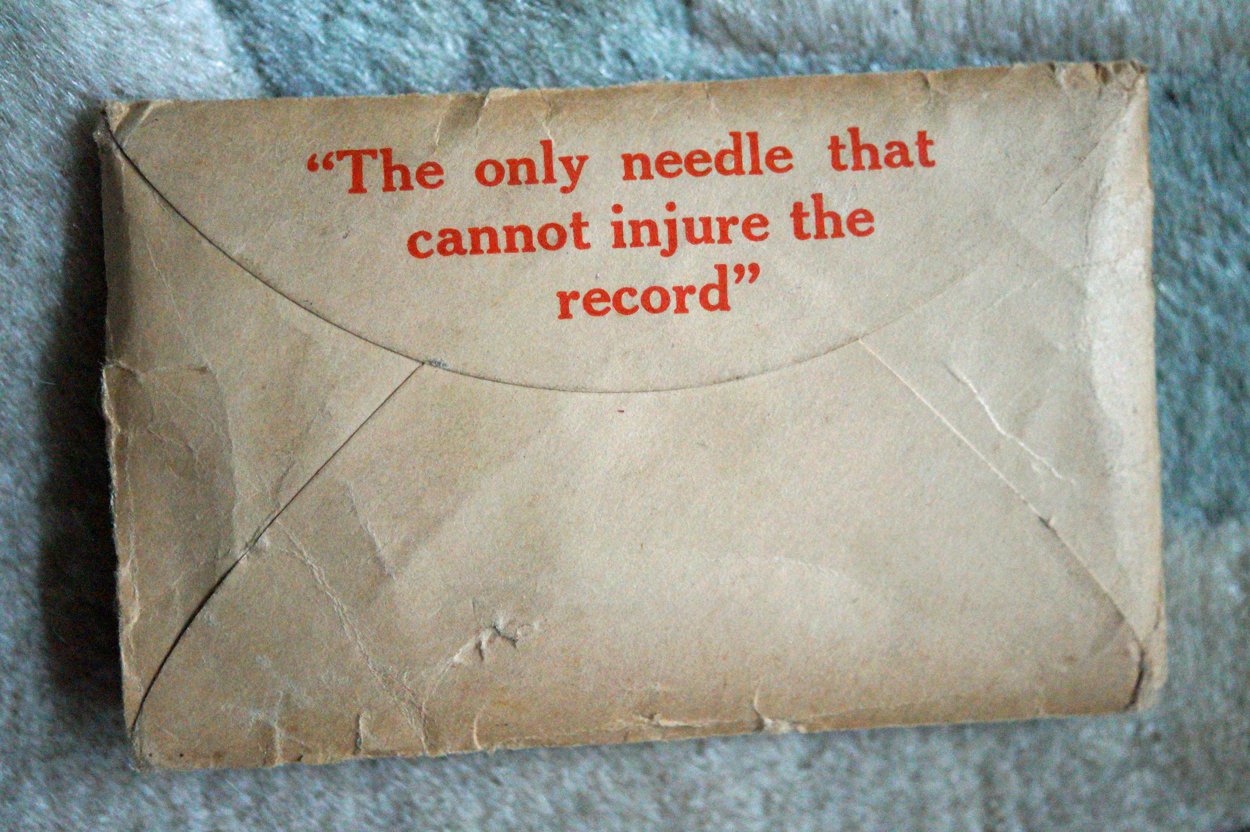 “The only needle that
cannot injure the
record”